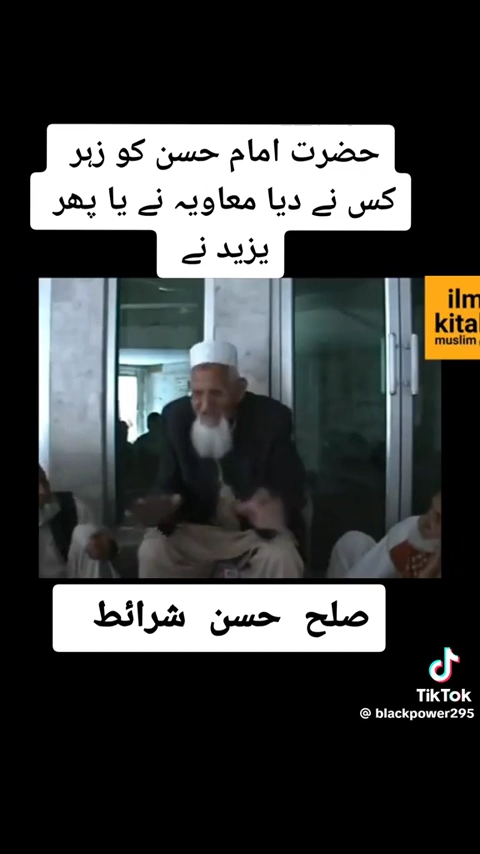 حضرت امام حسن کو زہر
کس نے دیا معاویہ نے یا پھر
یزید نے
ilm
kita
muslim
صلح حسن شرائط
TikTok
@ blackpower295